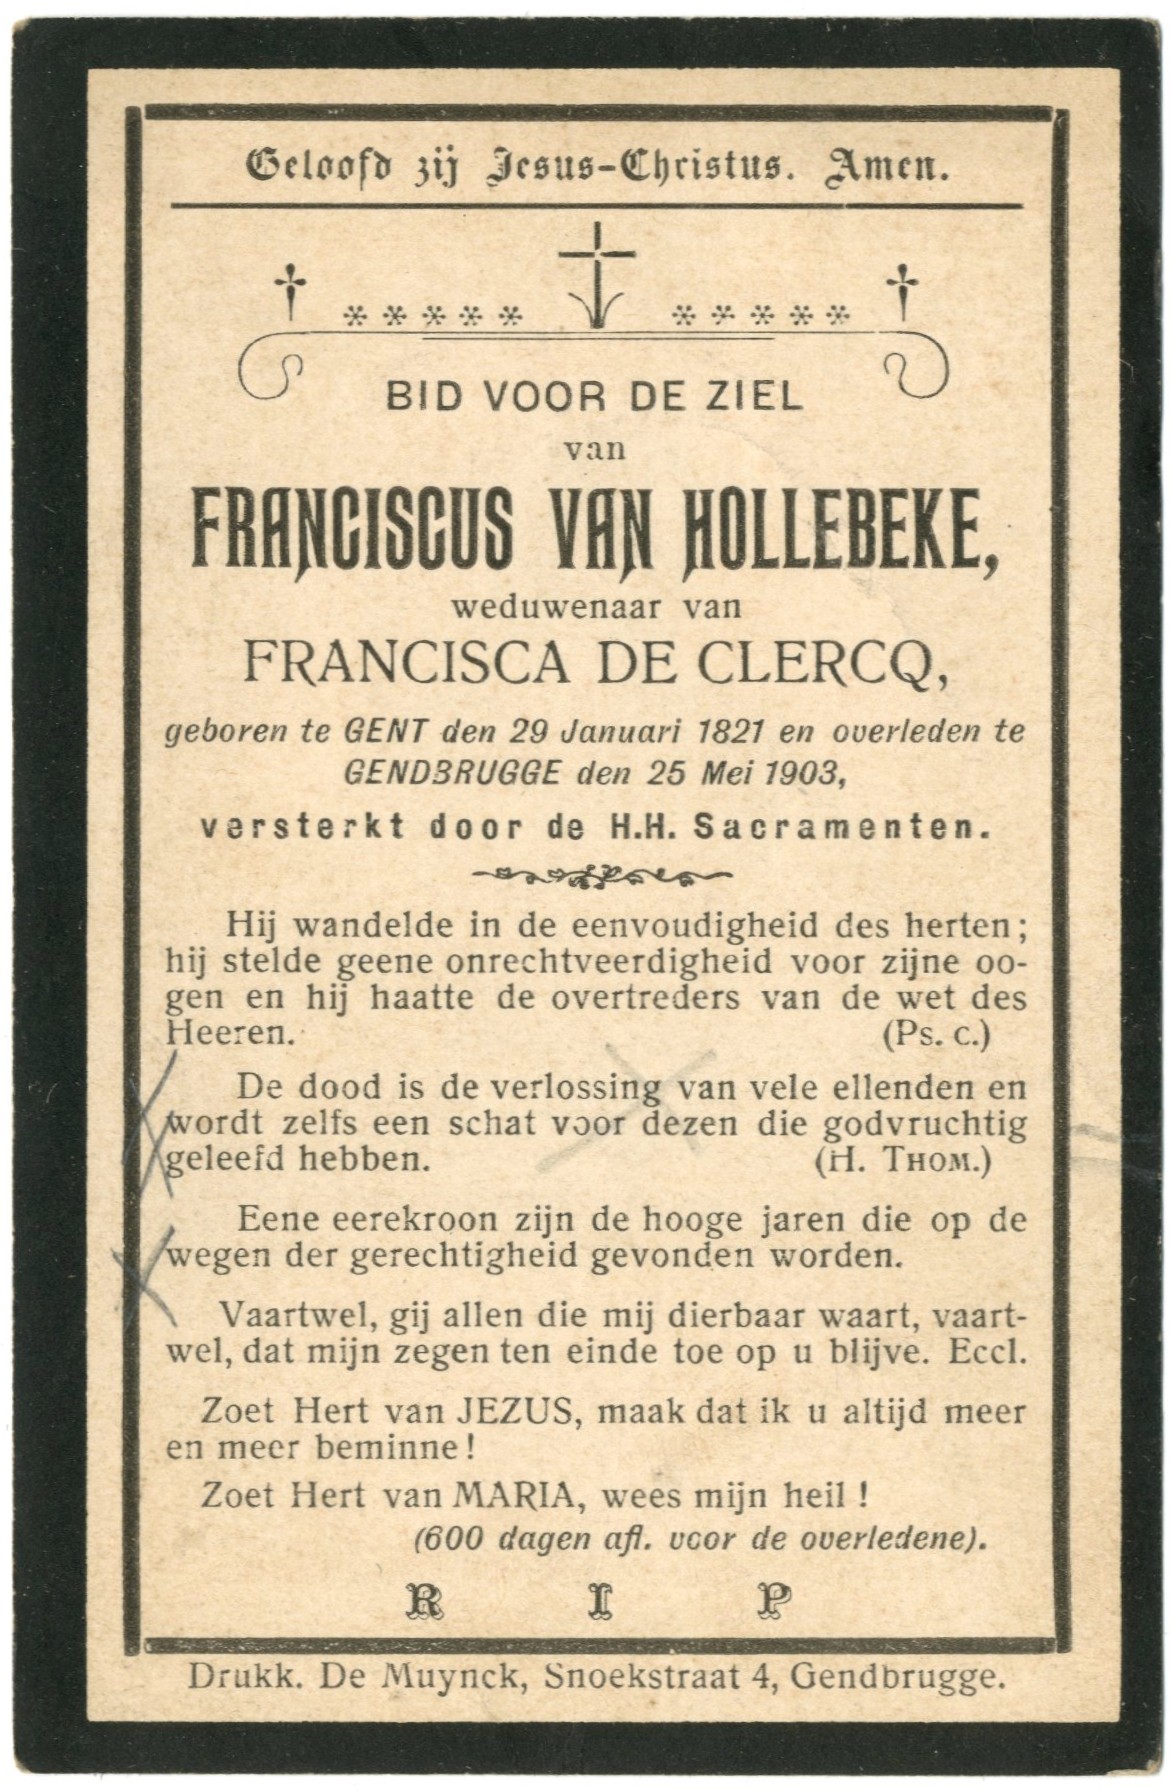 Geloofd zij Jesus-Christus. Amen.
BID VOOR DE ZIEL
van
FRANCISCUS VAN HOLLEBEKE,
weduwenaar van
FRANCISCA DE CLERCQ,
geboren te GENT den 29 Januari 1821 en overleden te
GENDBRUGGE den 25 Mei 1903,
versterkt door de H.H. Sacramenten.
Hij wandelde in de eenvoudigheid des herten;
hij stelde geene onrechtveerdigheid voor zijne oo-
gen en hij haatte de overtreders van de wet des
Heeren. (Ps. c.)
De dood is de verlossing van vele ellenden en
wordt zelfs een schat voor dezen die godvruchtig
geleefd hebben. (H. THOM.)
Eene eerekroon zijn de hooge jaren die op de
wegen der gerechtigheid gevonden worden.
Vaartwel, gij allen die mij dierbaar waart, vaart-
wel, dat mijn zegen ten einde toe op u blijve. Eccl.
Zoet Hert van JEZUS, maak dat ik u altijd meer
en meer beminne!
Zoet Hert van MARIA, wees mijn heil !
(600 dagen afl. voor de overledene).
R I P
Drukk. De Muynck, Snoekstraat 4, Gendbrugge.